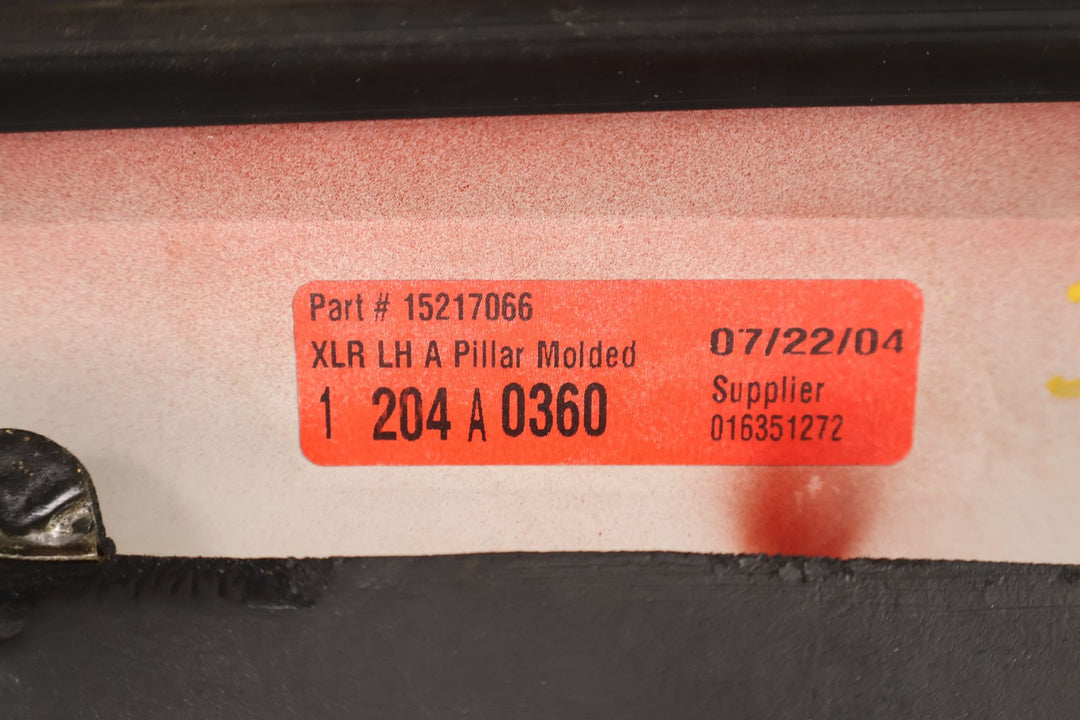 Part # 15217066
XLR LH A Pillar Molded
1 204 A 0360
07/22/04
Supplier
016351272